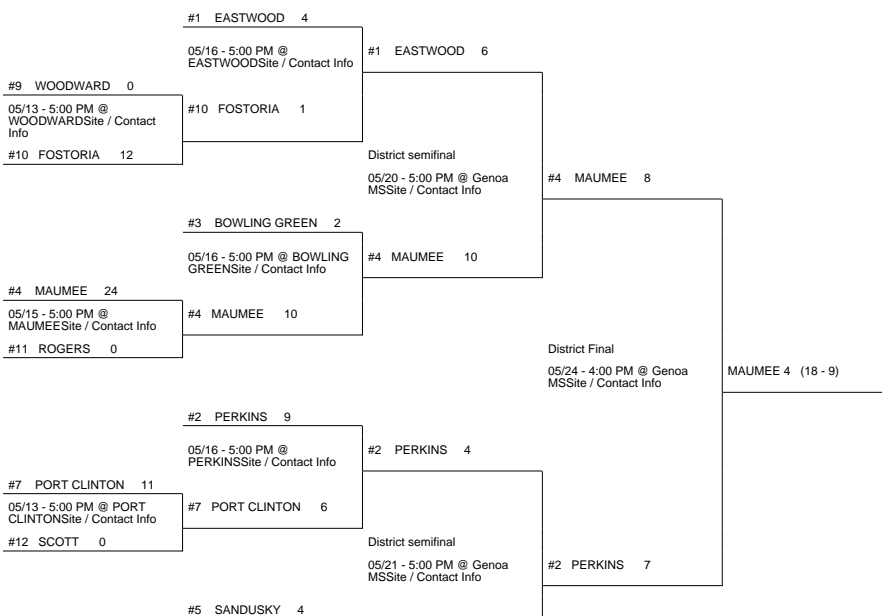 #1 EASTWOOD 4
05/16 - 5:00 PM @
EASTWOODSite / Contact Info
#1 EASTWOOD 6
#9 WOODWARD 0
05/13 - 5:00 PM @
WOODWARDSite / Contact
Info
#10 FOSTORIA 1
#10 FOSTORIA 12
District semifinal
05/20 - 5:00 PM @ Genoa
MSSite / Contact Info
#4 MAUMEE 8
#3 BOWLING GREEN 2
05/16 - 5:00 PM @ BOWLING
GREENSite / Contact Info
#4 MAUMEE 10
#4 MAUMEE 24
05/15 - 5:00 PM @
MAUMEESite / Contact Info
#4 MAUMEE 10
#11 ROGERS 0
District Final
05/24 - 4:00 PM @ Genoa
MSSite / Contact Info
MAUMEE 4 (18 - 9)
#2 PERKINS 9
05/16 - 5:00 PM @
PERKINSSite / Contact Info
#2 PERKINS 4
#7 PORT CLINTON 11
05/13 - 5:00 PM @ PORT
CLINTONSite / Contact Info
#7 PORT CLINTON 6
#12 SCOTT 0
District semifinal
05/21 - 5:00 PM @ Genoa
MSSite / Contact Info
#2 PERKINS 7
#5 SANDUSKY 4